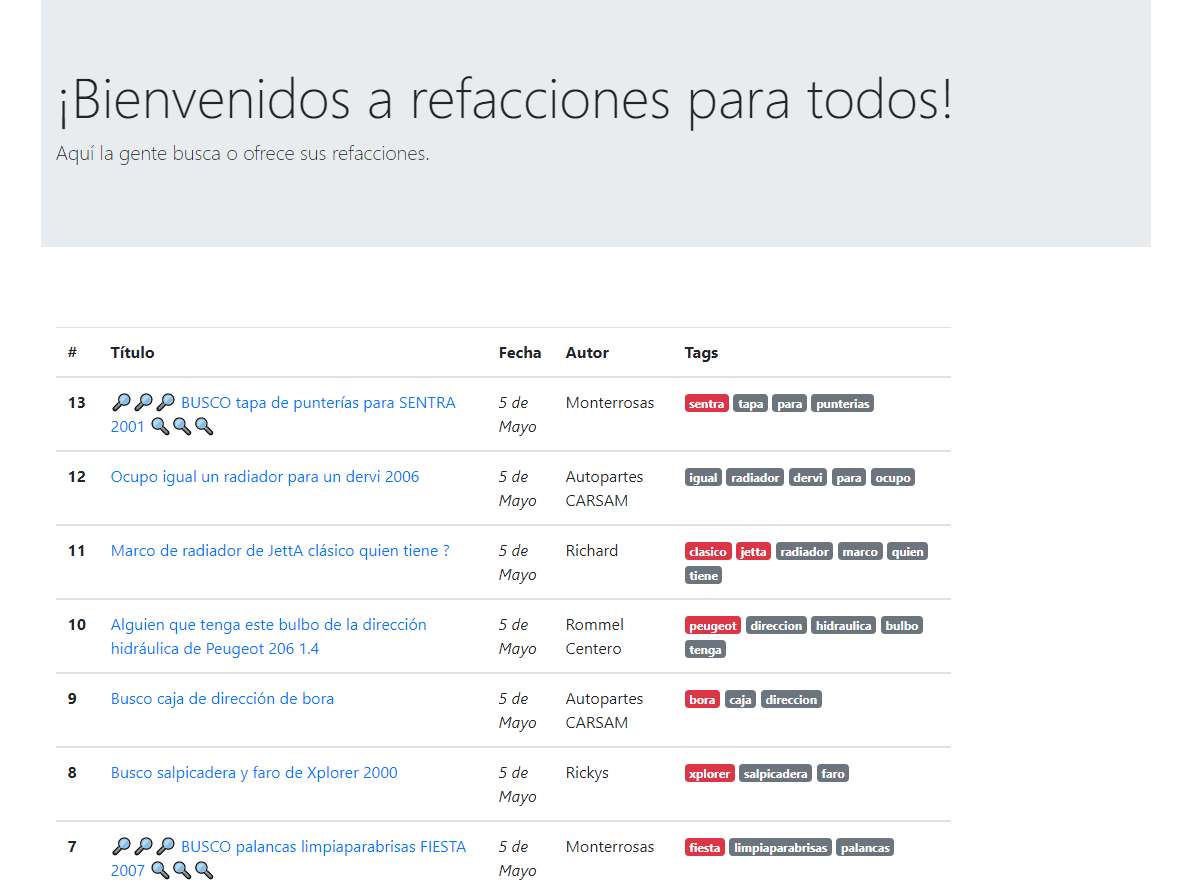 ¡Bienvenidos a refacciones para todos!
Aquí la gente busca o ofrece sus refacciones.
# Título Fecha Autor Tags
13 🔎🔎🔎 BUSCO tapa de punterías para SENTRA 5 de Monterrosas sentra tapa para punterias
2001 🔍🔍🔍 Mayo
12 Ocupo igual un radiador para un dervi 2006 5 de Autopartes igual radiador dervi para ocupo
Mayo CARSAM
11 Marco de radiador de JettA clásico quien tiene ? 5 de Richard clasico jetta radiador marco quien
Mayo tiene
10 Alguien que tenga este bulbo de la dirección 5 de Rommel peugeot direccion hidraulica bulbo
hidráulica de Peugeot 206 1.4 Mayo Centero tenga
9 Busco caja de dirección de bora 5 de Autopartes bora caja direccion
Mayo CARSAM
8 Busco salpicadera y faro de Xplorer 2000 5 de Rickys xplorer salpicadera faro
Mayo
7 🔎🔎🔎 BUSCO palancas limpiaparabrisas FIESTA 5 de Monterrosas fiesta limpiaparabrisas palancas
2007 🔍🔍🔍 Mayo